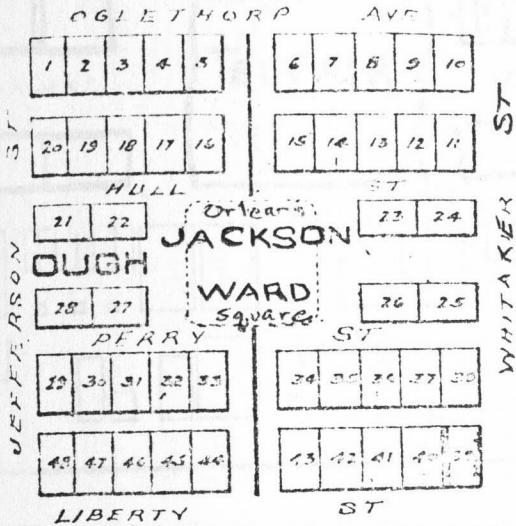 OGLETHORP AVE
1 2 3 4 5 6 7 8 9 10
20 19 18 17 16 15 14 13 12 11
HULL ST
21 22 23 24
Orleans
JACKSON
OUGH
WARD
Square
28 27 26 25
PERRY ST
29 30 31 32 33 34 35 36 37 38
48 47 46 45 44 43 42 41 40 39
LIBERTY ST
JEFFERSON ST
WHITAKER ST